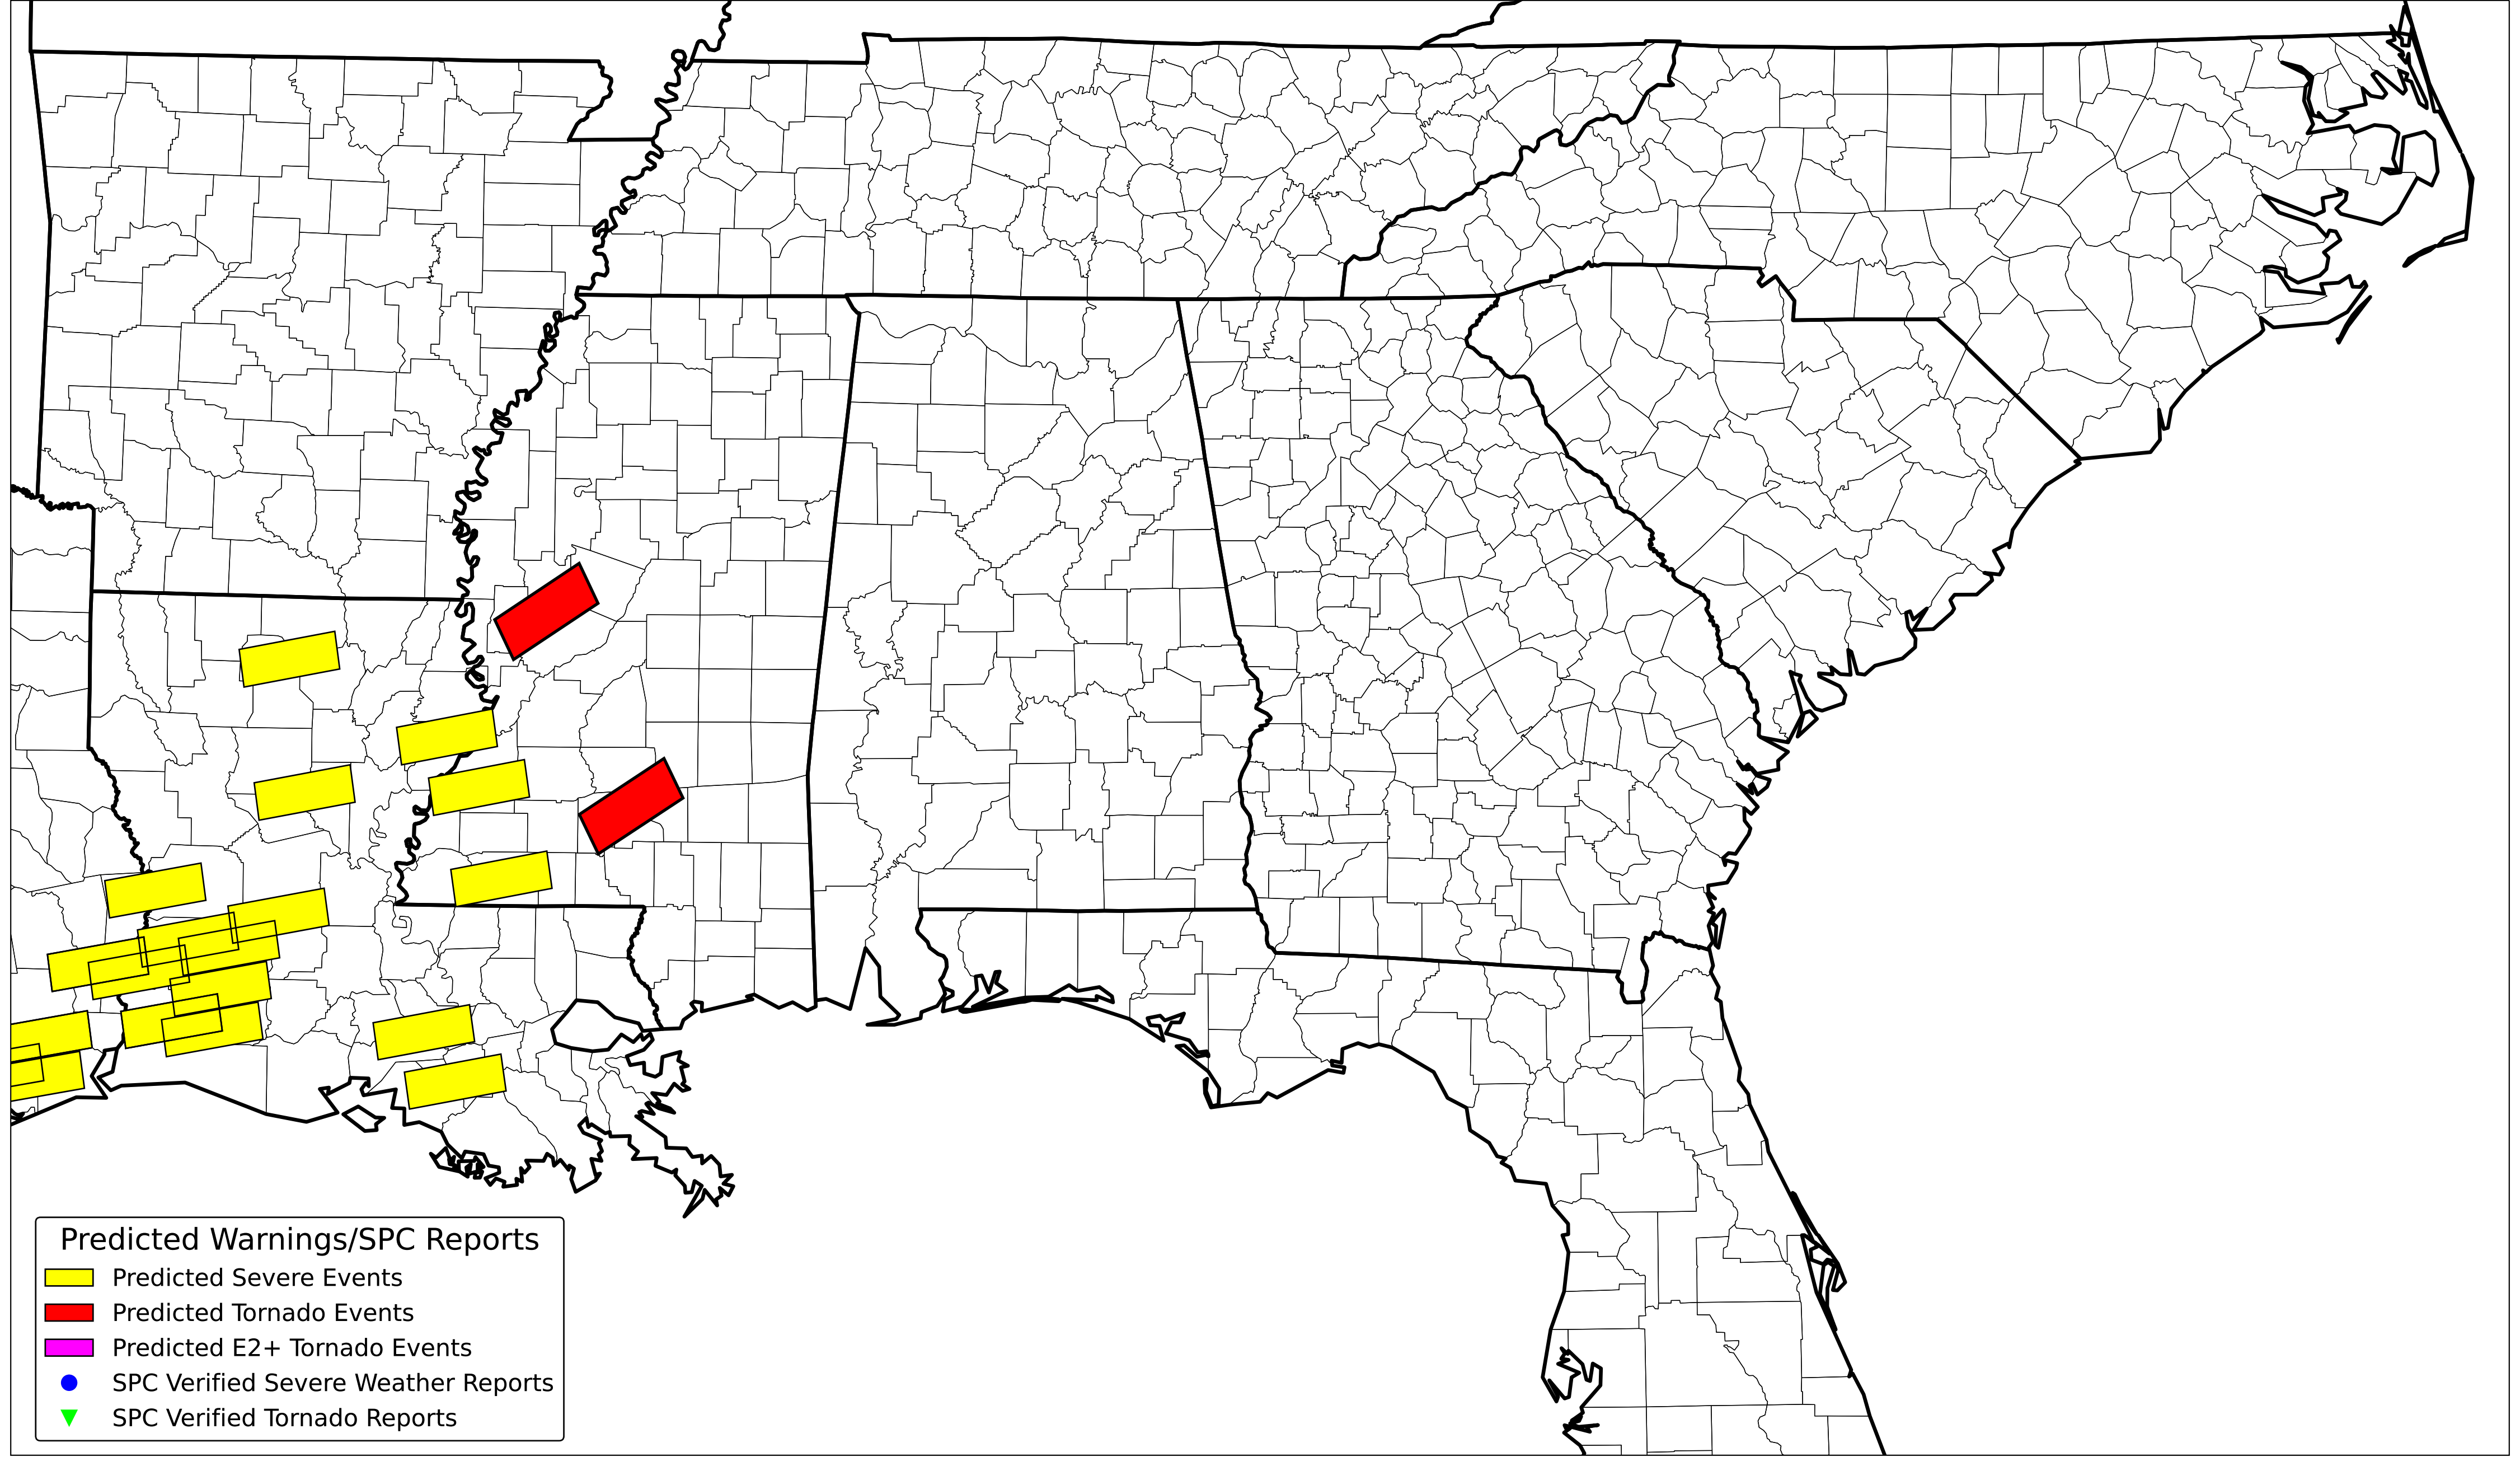 Predicted Warnings/SPC Reports
Predicted Severe Events
Predicted Tornado Events
Predicted E2+ Tornado Events
SPC Verified Severe Weather Reports
SPC Verified Tornado Reports